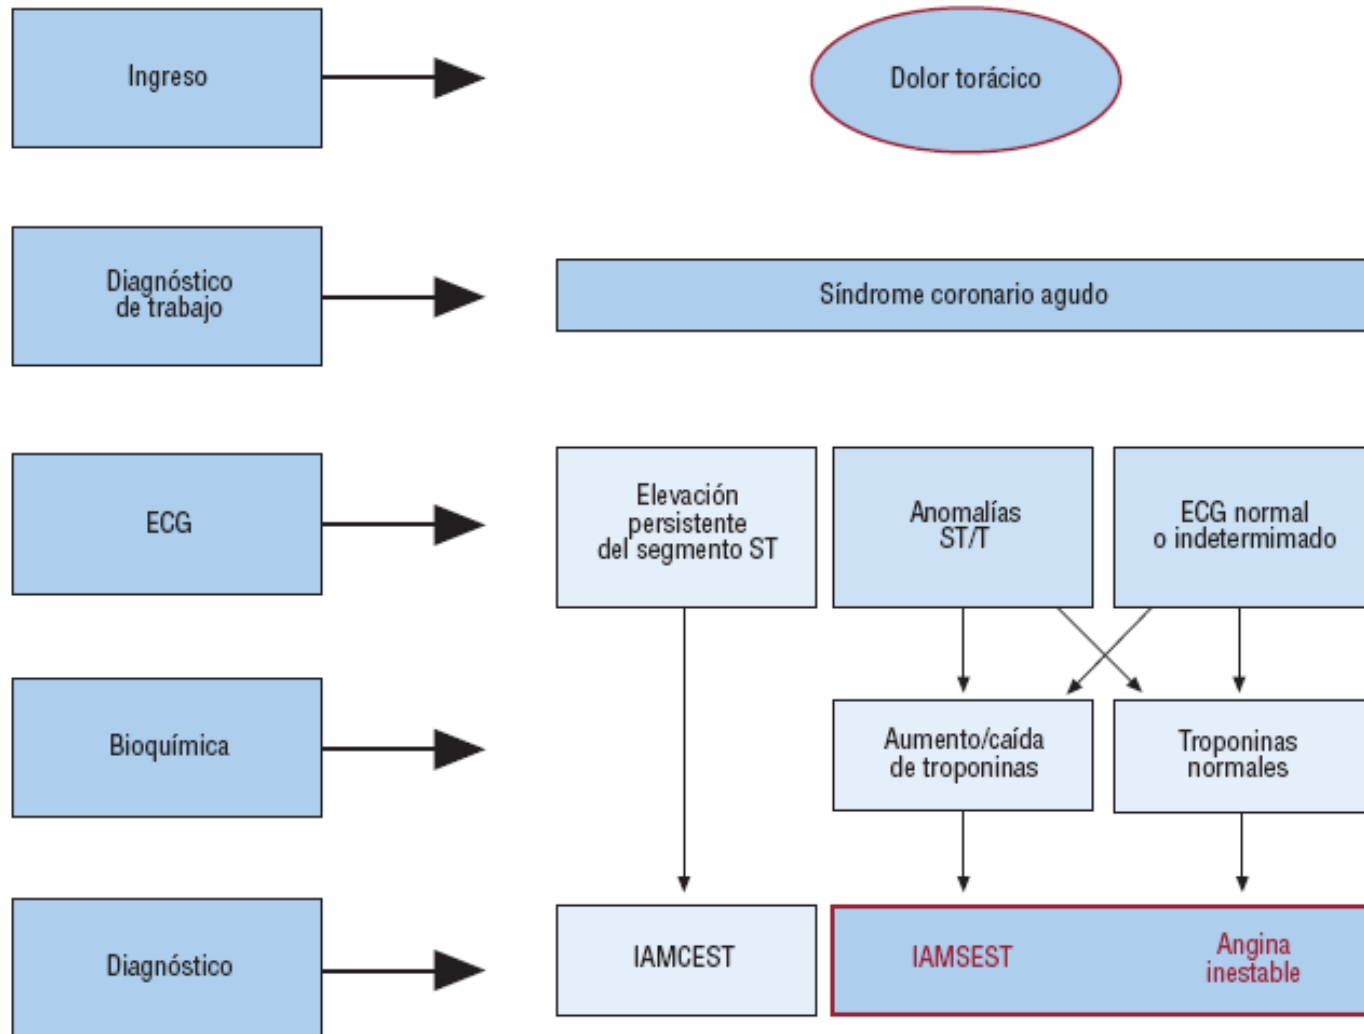 Ingreso
Dolor torácico
Diagnóstico
de trabajo
Síndrome coronario agudo
ECG
Elevación
persistente
del segmento ST
Anomalías
ST/T
ECG normal
o indetermimado
Bioquímica
Aumento/caída
de troponinas
Troponinas
normales
Diagnóstico
IAMCEST
IAMSEST
Angina
inestable